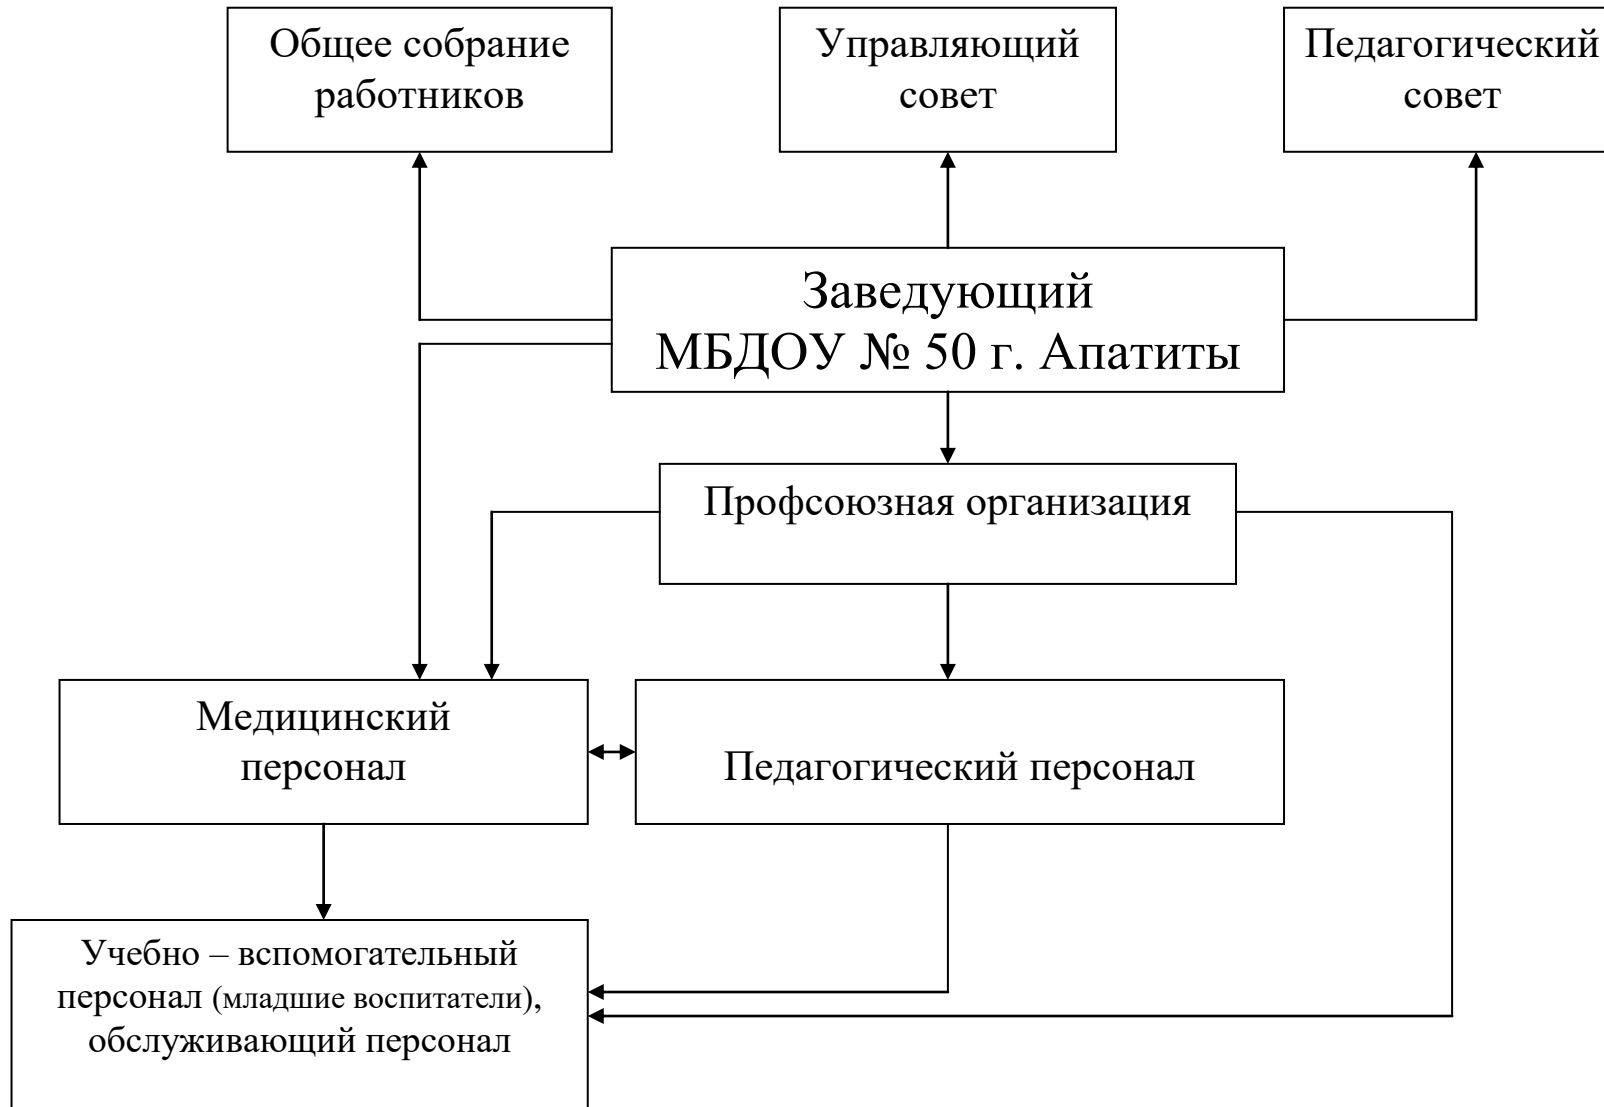 Общее собрание
работников
Управляющий
совет
Педагогический
совет
Заведующий
МБДОУ № 50 г. Апатиты
Профсоюзная организация
Медицинский
персонал
Педагогический персонал
Учебно – вспомогательный
персонал (младшие воспитатели),
обслуживающий персонал